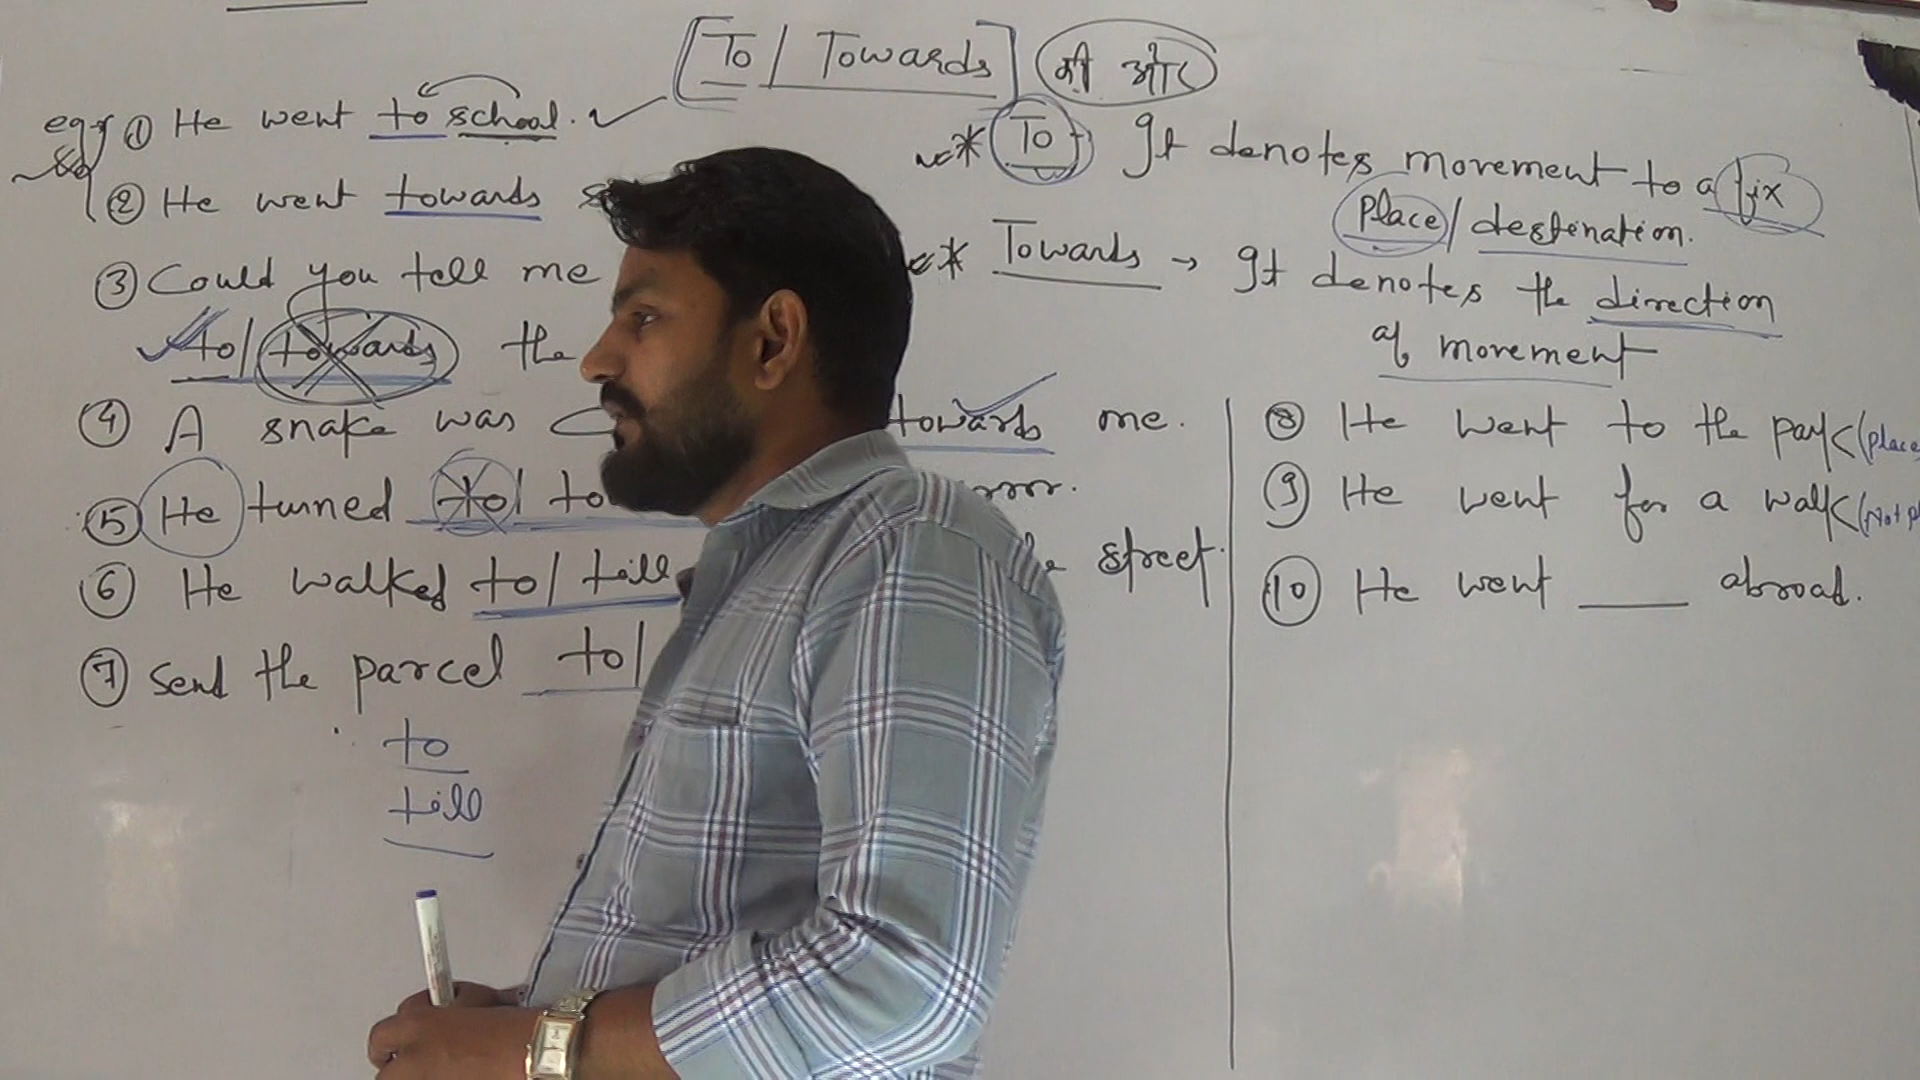 [To / Towards] की ओर
eg ① He went to school.
② He went towards
③ Could you tell me
to / towards the
④ A snake was towards me.
⑤ He turned to /
⑥ He walked to / till street.
⑦ Send the parcel to /
to
till
* To → It denotes movement to a fix
place / destination.
* Towards → It denotes the direction
of movement
⑧ He went to the park (place
⑨ He went for a walk (Not pl
⑩ He went ____ abroad.